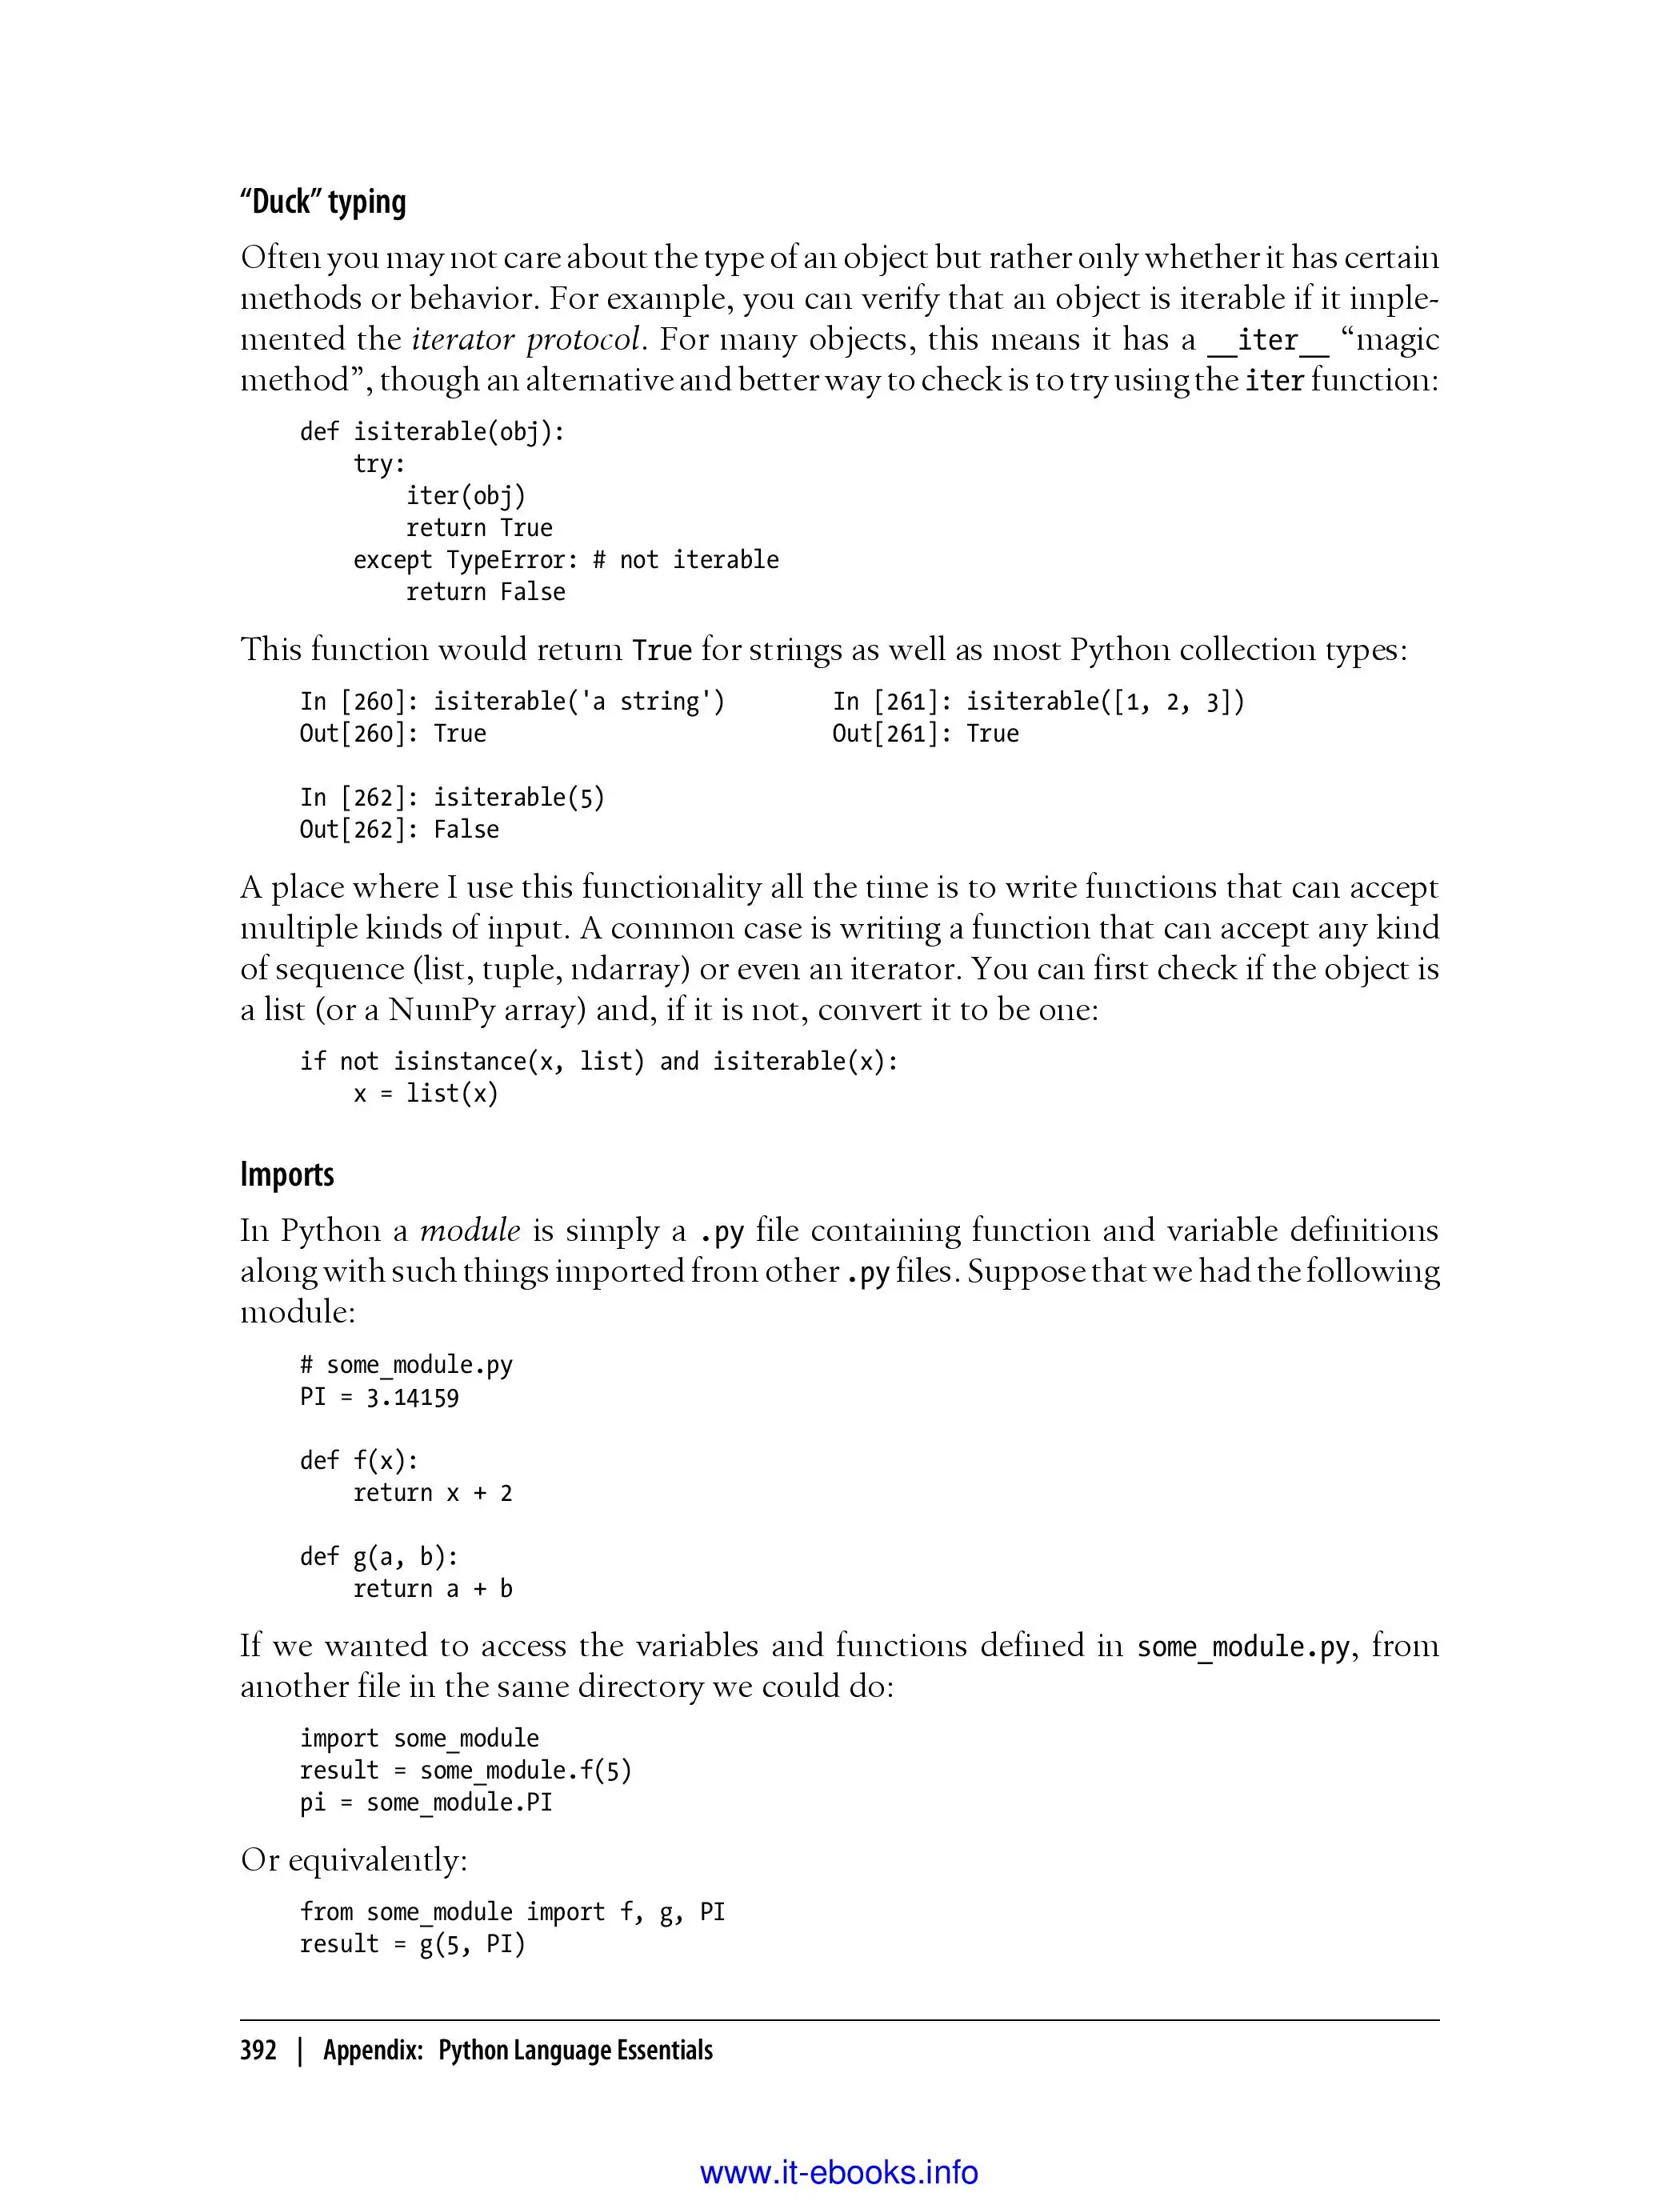 “Duck” typing
Often you may not care about the type of an object but rather only whether it has certain
methods or behavior. For example, you can verify that an object is iterable if it imple-
mented the iterator protocol. For many objects, this means it has a __iter__ “magic
method”, though an alternative and better way to check is to try using the iter function:
def isiterable(obj):
    try:
        iter(obj)
        return True
    except TypeError: # not iterable
        return False
This function would return True for strings as well as most Python collection types:
In [260]: isiterable('a string')        In [261]: isiterable([1, 2, 3])
Out[260]: True                          Out[261]: True
In [262]: isiterable(5)
Out[262]: False
A place where I use this functionality all the time is to write functions that can accept
multiple kinds of input. A common case is writing a function that can accept any kind
of sequence (list, tuple, ndarray) or even an iterator. You can first check if the object is
a list (or a NumPy array) and, if it is not, convert it to be one:
if not isinstance(x, list) and isiterable(x):
    x = list(x)
Imports
In Python a module is simply a .py file containing function and variable definitions
along with such things imported from other .py files. Suppose that we had the following
module:
# some_module.py
PI = 3.14159
def f(x):
    return x + 2
def g(a, b):
    return a + b
If we wanted to access the variables and functions defined in some_module.py, from
another file in the same directory we could do:
import some_module
result = some_module.f(5)
pi = some_module.PI
Or equivalently:
from some_module import f, g, PI
result = g(5, PI)
392 | Appendix: Python Language Essentials
www.it-ebooks.info